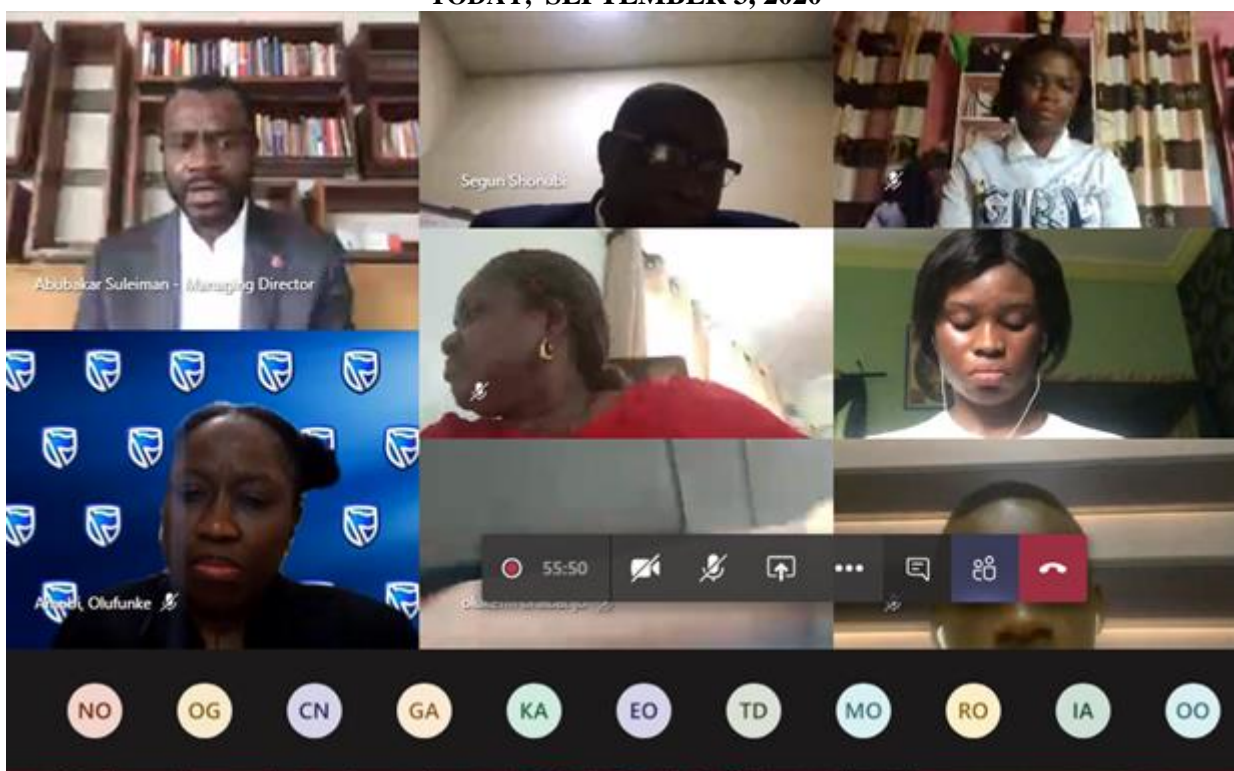 TODAY, SEPTEMBER 3, 2020
Segun Shonubi
Abubakar Suleiman - Managing Director
Olufunke
55:50
NO
OG
CN
GA
KA
EO
TD
MO
RO
IA
OO